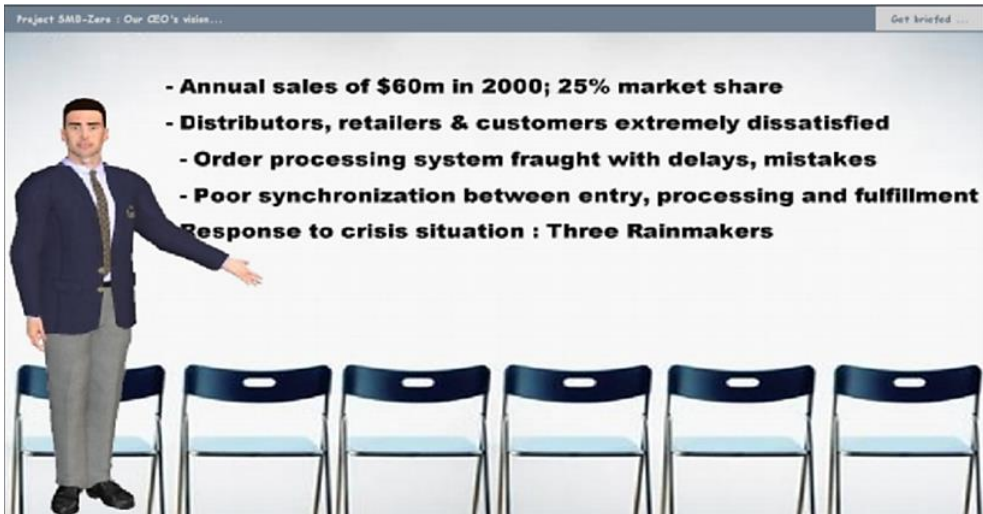 Project SMB-Zero : Our CEO's vision...
Get briefed ...
- Annual sales of $60m in 2000; 25% market share
- Distributors, retailers & customers extremely dissatisfied
- Order processing system fraught with delays, mistakes
- Poor synchronization between entry, processing and fulfillment
Response to crisis situation : Three Rainmakers